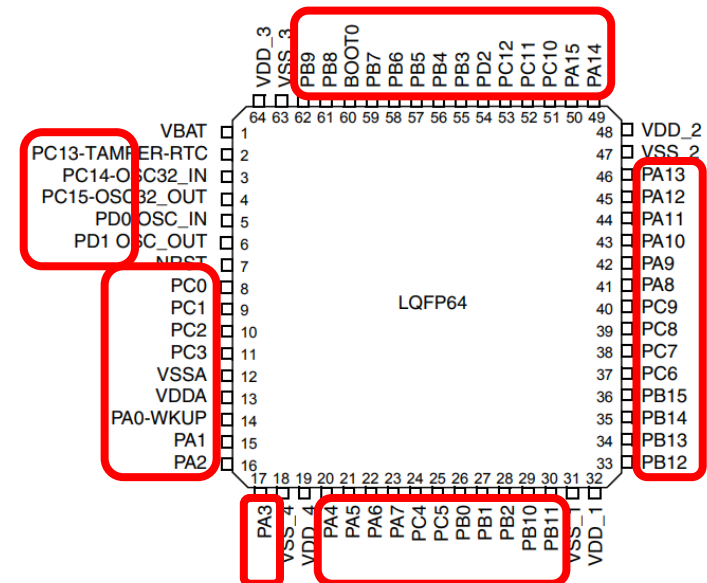 VDD_3
VSS_3
PB9
PB8
BOOT0
PB7
PB6
PB5
PB4
PB3
PD2
PC12
PC11
PC10
PA15
PA14
64 63 62 61 60 59 58 57 56 55 54 53 52 51 50 49
VBAT 1
PC13-TAMPER-RTC 2
PC14-OSC32_IN 3
PC15-OSC32_OUT 4
PD0 OSC_IN 5
PD1 OSC_OUT 6
NRST 7
PC0 8
PC1 9
PC2 10
PC3 11
VSSA 12
VDDA 13
PA0-WKUP 14
PA1 15
PA2 16
LQFP64
48 VDD_2
47 VSS_2
46 PA13
45 PA12
44 PA11
43 PA10
42 PA9
41 PA8
40 PC9
39 PC8
38 PC7
37 PC6
36 PB15
35 PB14
34 PB13
33 PB12
17 18 19 20 21 22 23 24 25 26 27 28 29 30 31 32
PA3
VSS_4
VDD_4
PA4
PA5
PA6
PA7
PC4
PC5
PB0
PB1
PB2
PB10
PB11
VSS_1
VDD_1